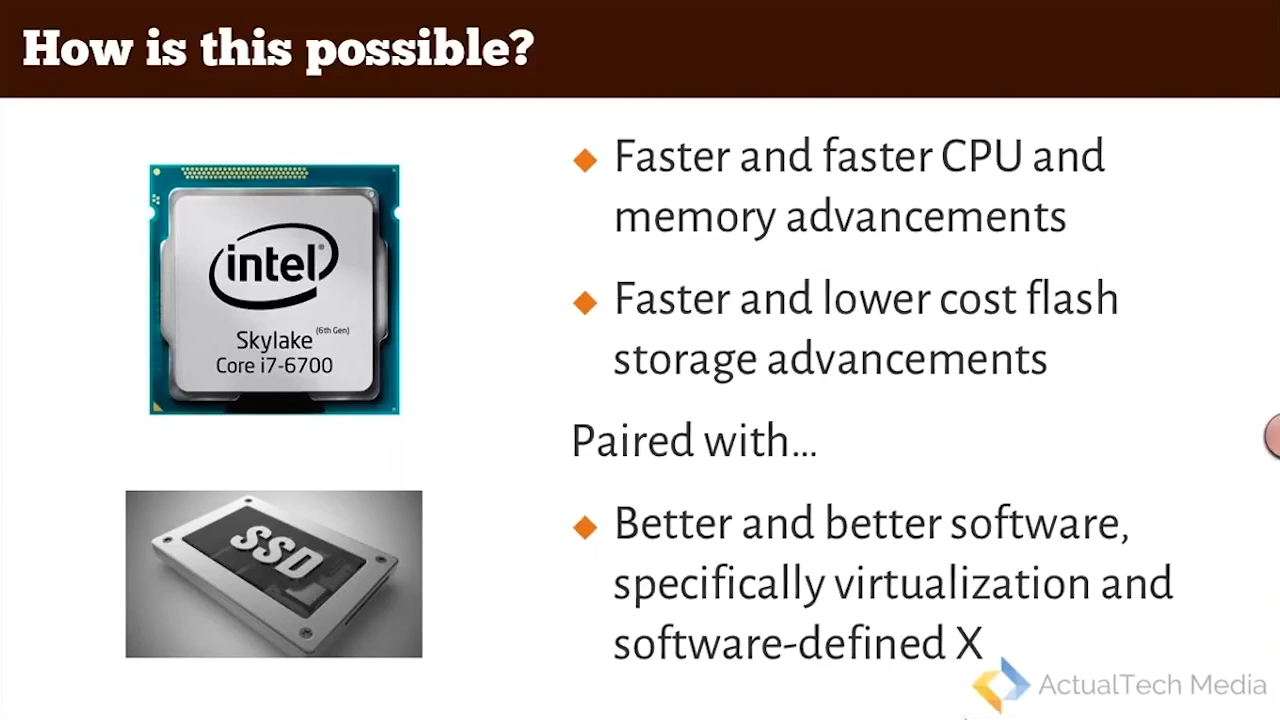 How is this possible?
Faster and faster CPU and
memory advancements
Faster and lower cost flash
storage advancements
Paired with...
Better and better software,
specifically virtualization and
software-defined X
intel®
Skylake (6th Gen)
Core i7-6700
SSD
ActualTech Media